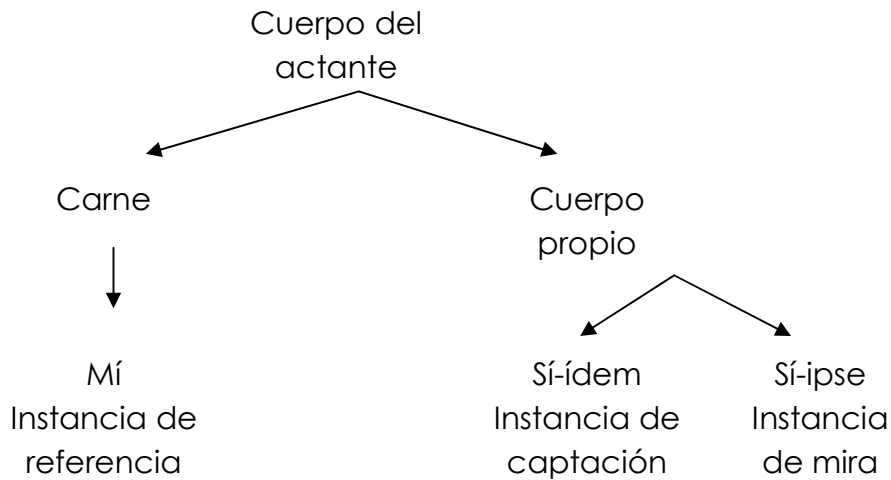 Cuerpo del
actante
Carne
Cuerpo
propio
Mí
Instancia de
referencia
Sí-ídem
Instancia de
captación
Sí-ipse
Instancia
de mira